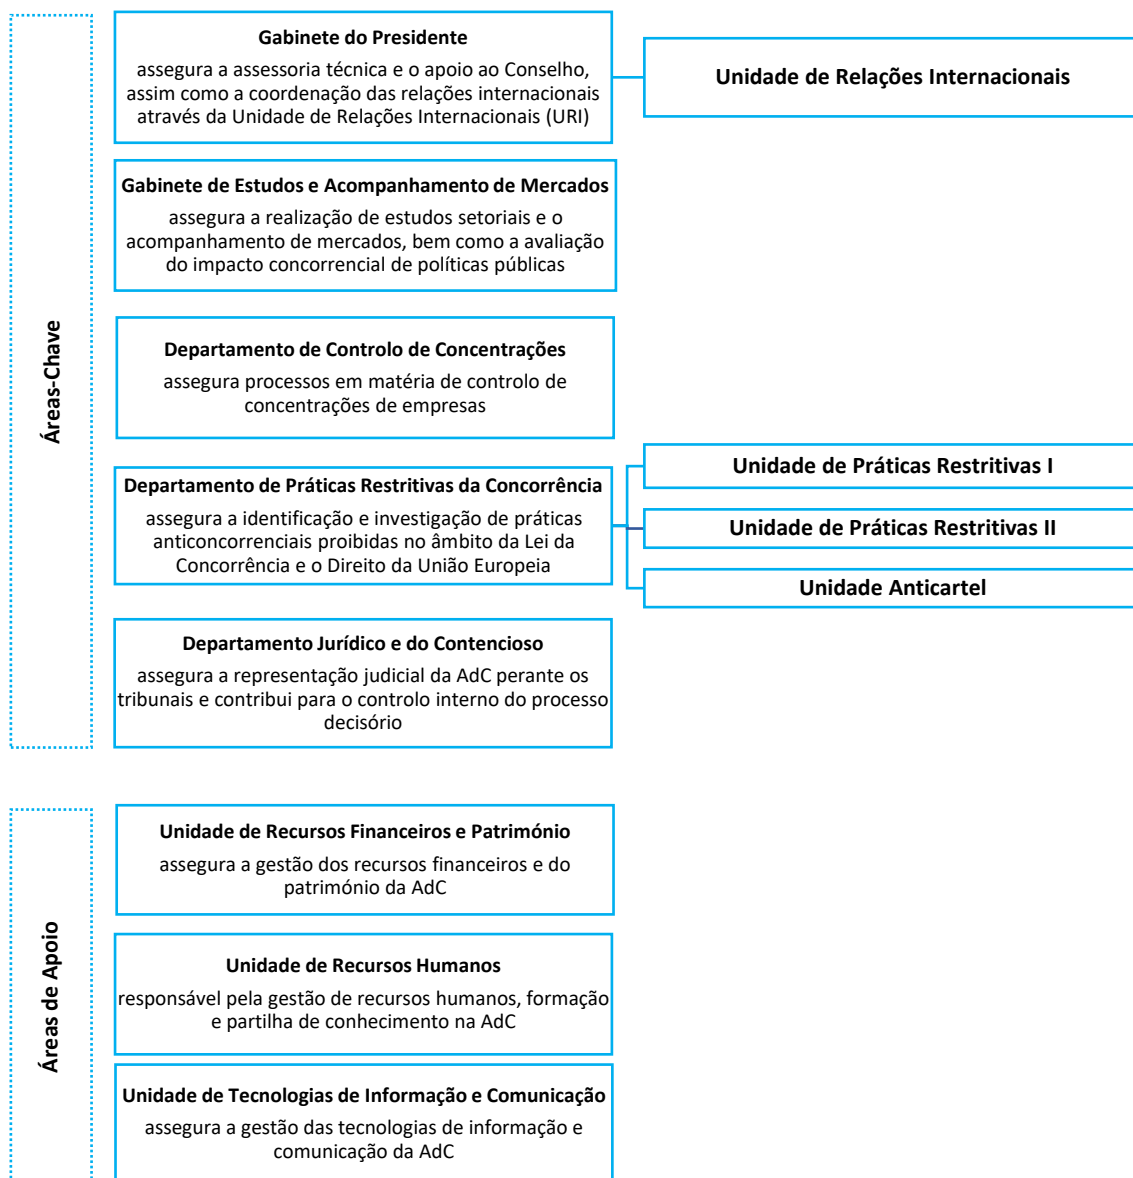 Áreas-Chave
Gabinete do Presidente
assegura a assessoria técnica e o apoio ao Conselho,
assim como a coordenação das relações internacionais
através da Unidade de Relações Internacionais (URI)
Unidade de Relações Internacionais
Gabinete de Estudos e Acompanhamento de Mercados
assegura a realização de estudos setoriais e o
acompanhamento de mercados, bem como a avaliação
do impacto concorrencial de políticas públicas
Departamento de Controlo de Concentrações
assegura processos em matéria de controlo de
concentrações de empresas
Departamento de Práticas Restritivas da Concorrência
assegura a identificação e investigação de práticas
anticoncorrenciais proibidas no âmbito da Lei da
Concorrência e o Direito da União Europeia
Unidade de Práticas Restritivas I
Unidade de Práticas Restritivas II
Unidade Anticartel
Departamento Jurídico e do Contencioso
assegura a representação judicial da AdC perante os
tribunais e contribui para o controlo interno do processo
decisório
Áreas de Apoio
Unidade de Recursos Financeiros e Património
assegura a gestão dos recursos financeiros e do
património da AdC
Unidade de Recursos Humanos
responsável pela gestão de recursos humanos, formação
e partilha de conhecimento na AdC
Unidade de Tecnologias de Informação e Comunicação
assegura a gestão das tecnologias de informação e
comunicação da AdC